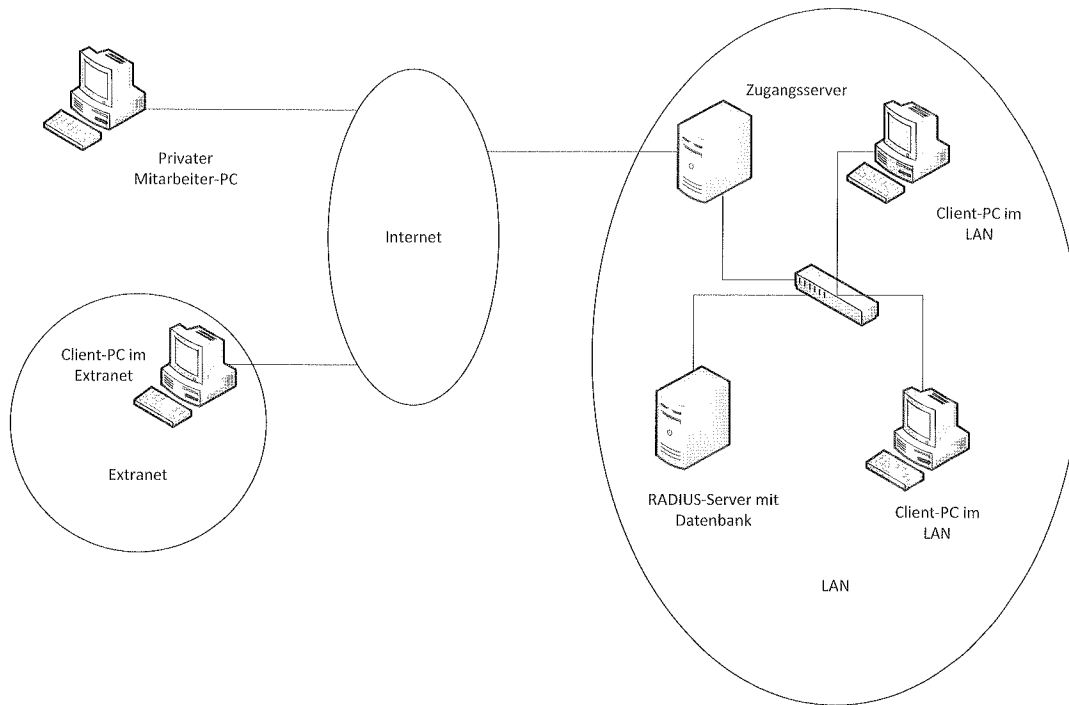 Zugangsserver
Privater
Mitarbeiter-PC
Client-PC im
LAN
Internet
Client-PC im
Extranet
Extranet
RADIUS-Server mit
Datenbank
Client-PC im
LAN
LAN